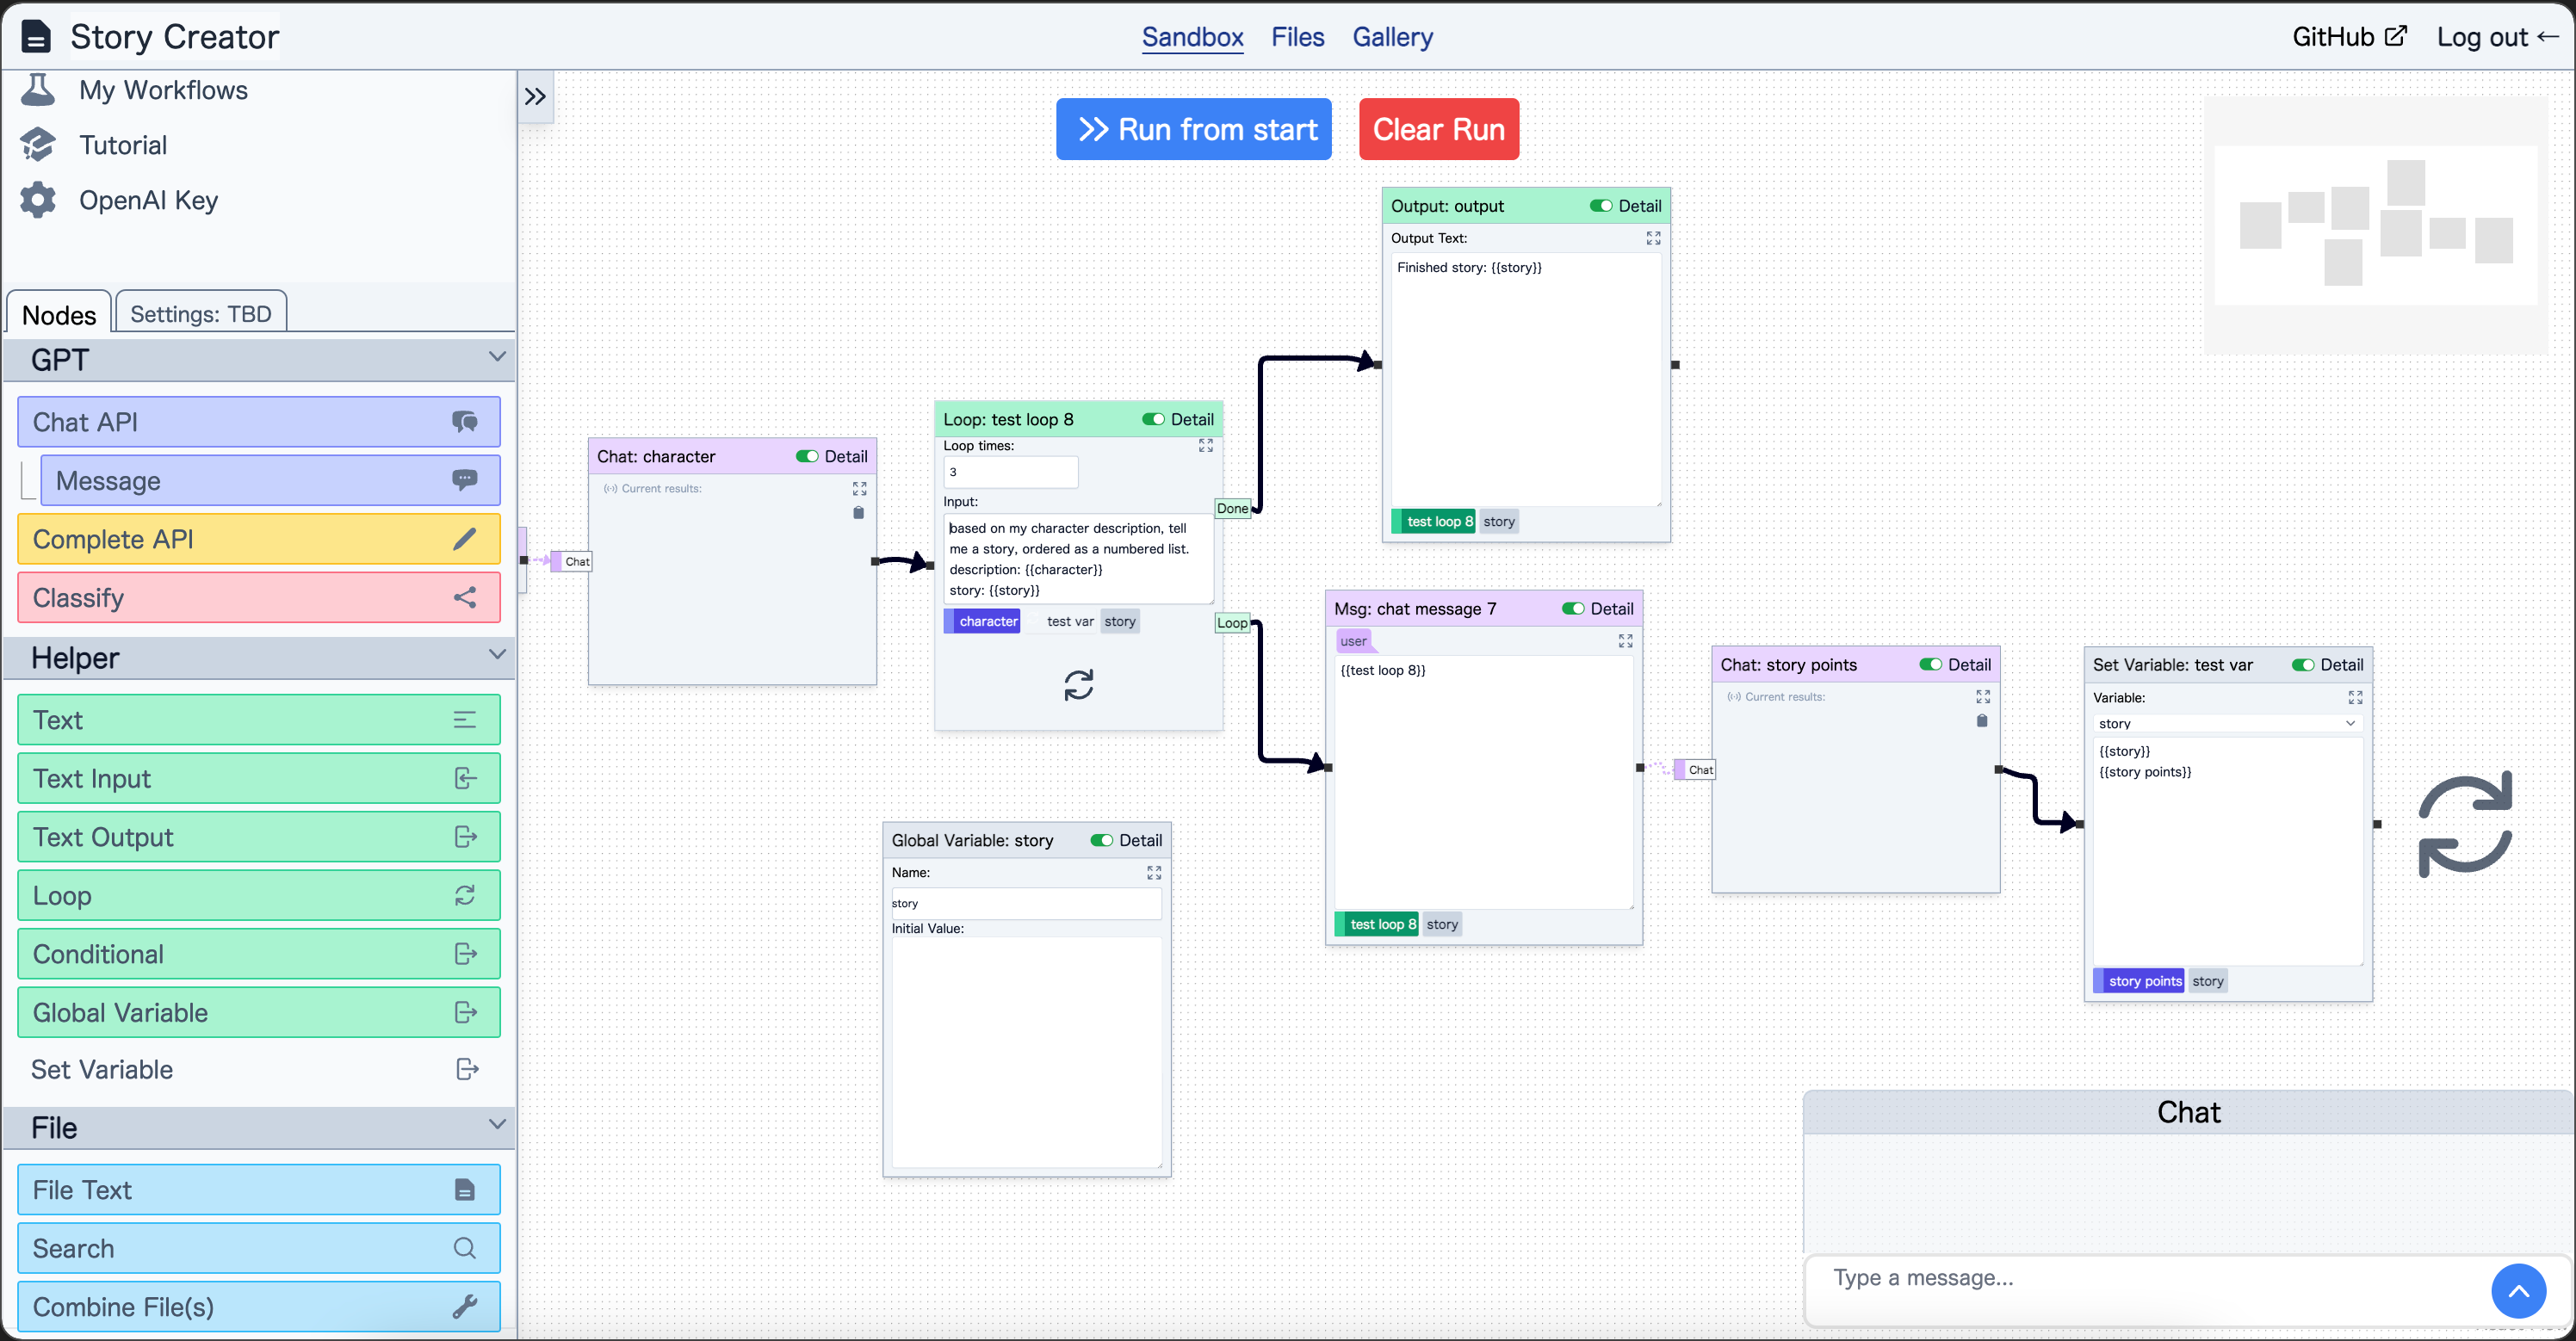 Story Creator
Sandbox Files Gallery
GitHub Log out
My Workflows
Tutorial
OpenAI Key
Nodes
Settings: TBD
GPT
Chat API
Message
Complete API
Classify
Helper
Text
Text Input
Text Output
Loop
Conditional
Global Variable
Set Variable
File
File Text
Search
Combine File(s)
Run from start
Clear Run
Chat
Chat: character Detail
Current results:
Loop: test loop 8 Detail
Loop times:
3
Input:
based on my character description, tell
me a story, ordered as a numbered list.
description: {{character}}
story: {{story}}
character test var story
Done
Loop
Output: output Detail
Output Text:
Finished story: {{story}}
test loop 8 story
Msg: chat message 7 Detail
user
{{test loop 8}}
test loop 8 story
Global Variable: story Detail
Name:
story
Initial Value:
Chat
Chat: story points Detail
Current results:
Set Variable: test var Detail
Variable:
story
{{story}}
{{story points}}
story points story
Chat
Type a message...